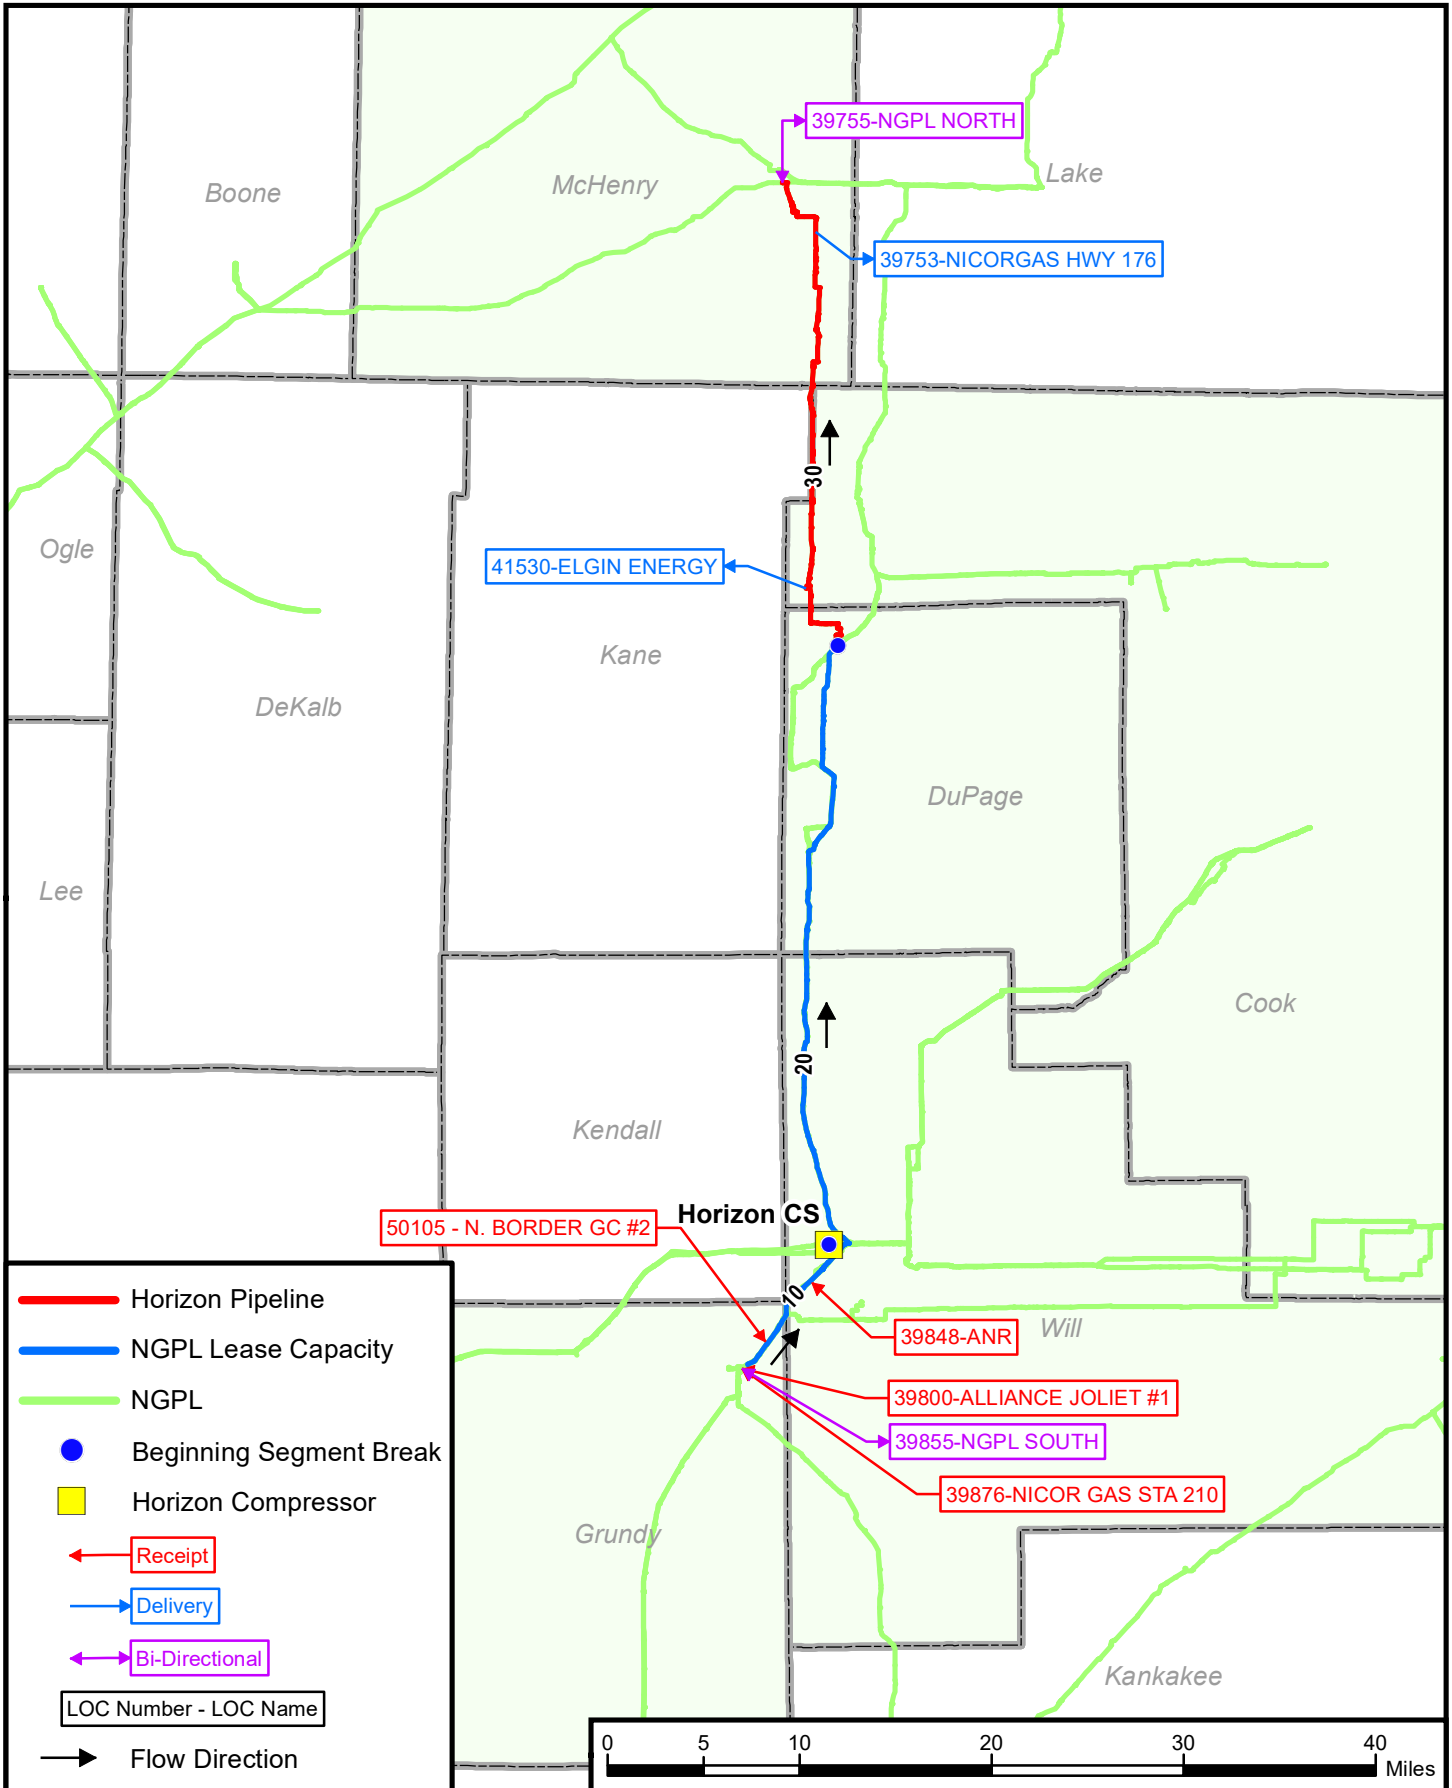 39755-NGPL NORTH
Lake
Boone
McHenry
39753-NICORGAS HWY 176
30
Ogle
41530-ELGIN ENERGY
Kane
DeKalb
DuPage
Lee
Cook
20
Kendall
Horizon CS
50105 - N. BORDER GC #2
10
Will
39848-ANR
39800-ALLIANCE JOLIET #1
39855-NGPL SOUTH
39876-NICOR GAS STA 210
Grundy
Kankakee
Horizon Pipeline
NGPL Lease Capacity
NGPL
Beginning Segment Break
Horizon Compressor
Receipt
Delivery
Bi-Directional
LOC Number - LOC Name
Flow Direction
0 5 10 20 30 40
Miles